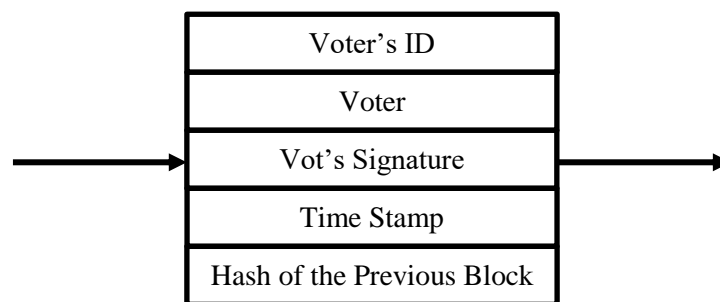 Voter’s ID
Voter
Vot’s Signature
Time Stamp
Hash of the Previous Block